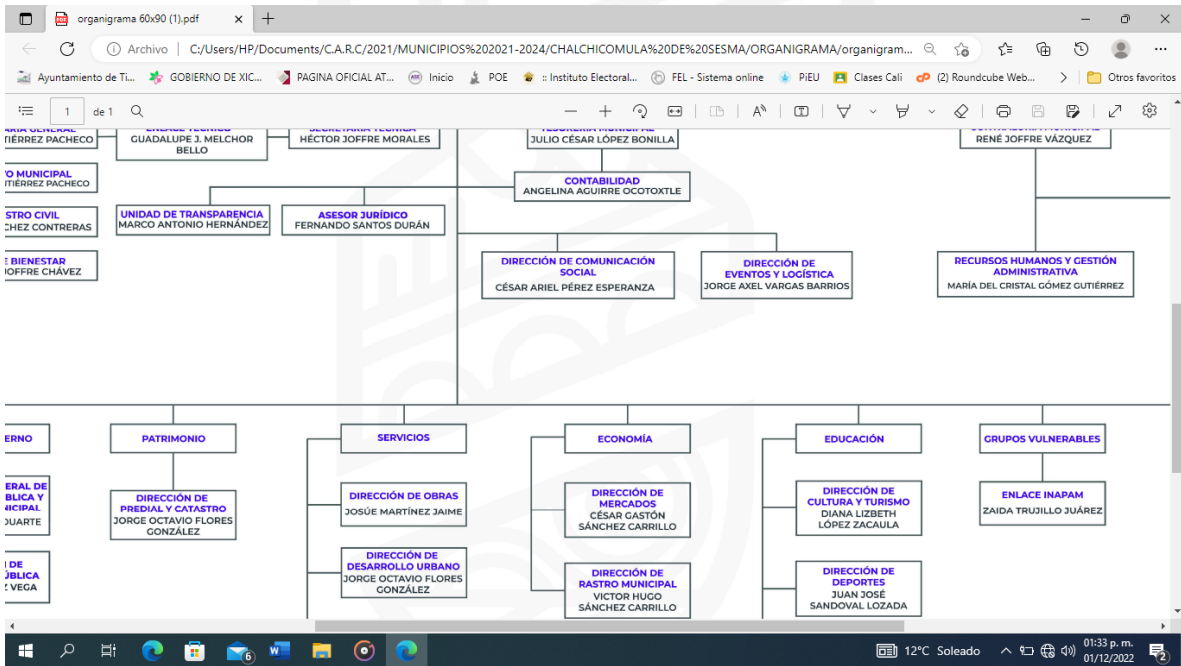 organigrama 60x90 (1).pdf
Archivo | C:/Users/HP/Documents/C.A.R.C/2021/MUNICIPIOS%202021-2024/CHALCHICOMULA%20DE%20SESMA/ORGANIGRAMA/organigram...
Ayuntamiento de Ti...
GOBIERNO DE XIC...
PAGINA OFICIAL AT...
Inicio
POE
:: Instituto Electoral...
FEL - Sistema online
PiEU
Clases Cali
(2) Roundcube Web...
Otros favoritos
1 de 1
TIÉRREZ PACHECO
ENLACE TÉCNICO
GUADALUPE J. MELCHOR
BELLO
SECRETARÍA TÉCNICA
HÉCTOR JOFFRE MORALES
TESORERÍA MUNICIPAL
JULIO CÉSAR LÓPEZ BONILLA
CONTRALORÍA MUNICIPAL
RENÉ JOFFRE VÁZQUEZ
O MUNICIPAL
TIÉRREZ PACHECO
CONTABILIDAD
ANGELINA AGUIRRE OCOTOXTLE
STRO CIVIL
CHEZ CONTRERAS
UNIDAD DE TRANSPARENCIA
MARCO ANTONIO HERNÁNDEZ
ASESOR JURÍDICO
FERNANDO SANTOS DURÁN
E BIENESTAR
JOFFRE CHÁVEZ
DIRECCIÓN DE COMUNICACIÓN
SOCIAL
CÉSAR ARIEL PÉREZ ESPERANZA
DIRECCIÓN DE
EVENTOS Y LOGÍSTICA
JORGE AXEL VARGAS BARRIOS
RECURSOS HUMANOS Y GESTIÓN
ADMINISTRATIVA
MARÍA DEL CRISTAL GÓMEZ GUTIÉRREZ
ERNO
PATRIMONIO
SERVICIOS
ECONOMÍA
EDUCACIÓN
GRUPOS VULNERABLES
ERAL DE
BLICA Y
NICIPAL
DUARTE
DIRECCIÓN DE
PREDIAL Y CATASTRO
JORGE OCTAVIO FLORES
GONZÁLEZ
DIRECCIÓN DE OBRAS
JOSÚE MARTÍNEZ JAIME
DIRECCIÓN DE
MERCADOS
CÉSAR GASTÓN
SÁNCHEZ CARRILLO
DIRECCIÓN DE
CULTURA Y TURISMO
DIANA LIZBETH
LÓPEZ ZACAULA
ENLACE INAPAM
ZAIDA TRUJILLO JUÁREZ
DE
ÚBLICA
Z VEGA
DIRECCIÓN DE
DESARROLLO URBANO
JORGE OCTAVIO FLORES
GONZÁLEZ
DIRECCIÓN DE
RASTRO MUNICIPAL
VICTOR HUGO
SÁNCHEZ CARRILLO
DIRECCIÓN DE
DEPORTES
JUAN JOSÉ
SANDOVAL LOZADA
12°C Soleado
01:33 p. m.
01/12/2022